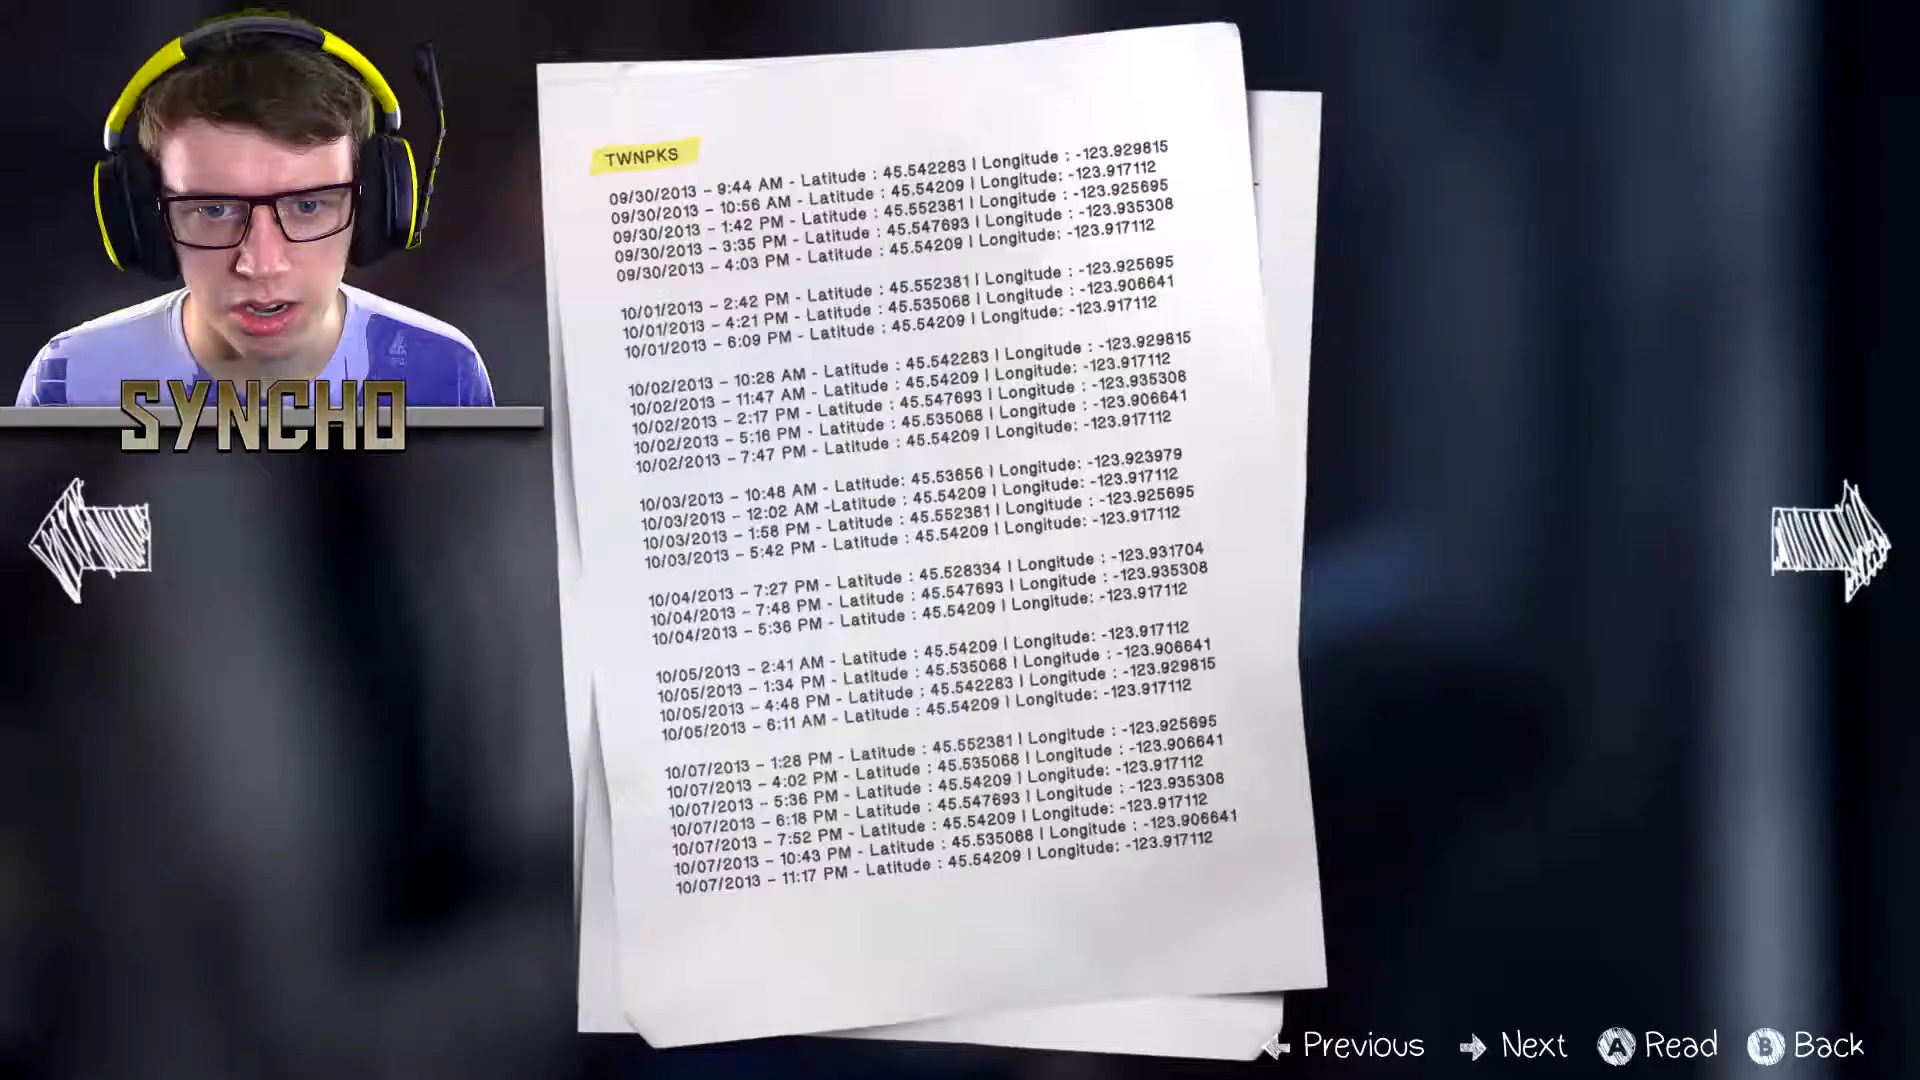 SYNCHO
TWNPKS
09/30/2013 – 9:44 AM - Latitude : 45.542283 | Longitude : -123.929815
09/30/2013 – 10:56 AM - Latitude : 45.54209 | Longitude: -123.917112
09/30/2013 – 1:42 PM - Latitude : 45.552381 | Longitude : -123.925695
09/30/2013 – 3:35 PM - Latitude : 45.547693 | Longitude : -123.935308
09/30/2013 – 4:03 PM - Latitude : 45.54209 | Longitude: -123.917112
10/01/2013 – 2:42 PM - Latitude : 45.552381 | Longitude : -123.925695
10/01/2013 – 4:21 PM - Latitude : 45.535068 | Longitude : -123.906641
10/01/2013 – 6:09 PM - Latitude : 45.54209 | Longitude: -123.917112
10/02/2013 – 10:28 AM - Latitude : 45.542283 | Longitude : -123.929815
10/02/2013 – 11:47 AM - Latitude : 45.54209 | Longitude: -123.917112
10/02/2013 – 2:17 PM - Latitude : 45.547693 | Longitude : -123.935308
10/02/2013 – 5:16 PM - Latitude : 45.535068 | Longitude : -123.906641
10/02/2013 – 7:47 PM - Latitude : 45.54209 | Longitude: -123.917112
10/03/2013 – 10:48 AM - Latitude: 45.53656 | Longitude: -123.923979
10/03/2013 – 12:02 AM -Latitude : 45.54209 | Longitude: -123.917112
10/03/2013 – 1:58 PM - Latitude : 45.552381 | Longitude : -123.925695
10/03/2013 – 5:42 PM - Latitude : 45.54209 | Longitude: -123.917112
10/04/2013 – 7:27 PM - Latitude : 45.528334 | Longitude : -123.931704
10/04/2013 – 7:48 PM - Latitude : 45.547693 | Longitude : -123.935308
10/04/2013 – 5:36 PM - Latitude : 45.54209 | Longitude: -123.917112
10/05/2013 – 2:41 AM - Latitude : 45.54209 | Longitude: -123.917112
10/05/2013 – 1:34 PM - Latitude : 45.535068 | Longitude : -123.906641
10/05/2013 – 4:48 PM - Latitude : 45.542283 | Longitude : -123.929815
10/05/2013 – 6:11 AM - Latitude : 45.54209 | Longitude: -123.917112
10/07/2013 – 1:28 PM - Latitude : 45.552381 | Longitude : -123.925695
10/07/2013 – 4:02 PM - Latitude : 45.535068 | Longitude : -123.906641
10/07/2013 – 5:36 PM - Latitude : 45.54209 | Longitude: -123.917112
10/07/2013 – 6:18 PM - Latitude : 45.547693 | Longitude : -123.935308
10/07/2013 – 7:52 PM - Latitude : 45.54209 | Longitude: -123.917112
10/07/2013 – 10:43 PM - Latitude : 45.535068 | Longitude : -123.906641
10/07/2013 – 11:17 PM - Latitude : 45.54209 | Longitude: -123.917112
Previous Next A Read B Back